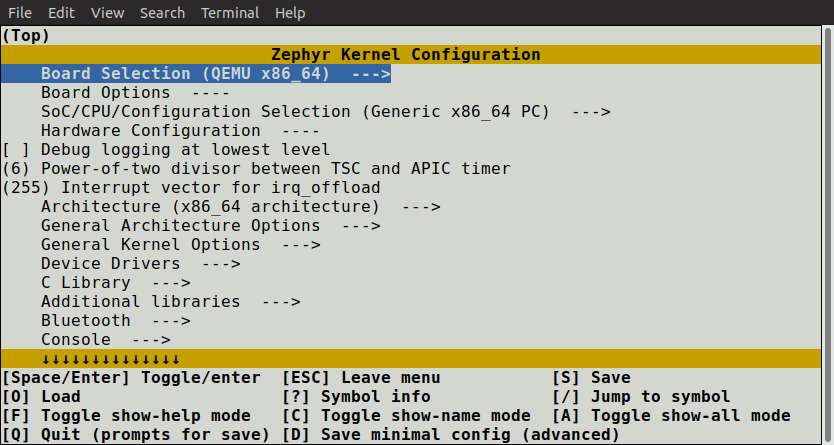 File Edit View Search Terminal Help
(Top)
Zephyr Kernel Configuration
Board Selection (QEMU x86_64)  --->
Board Options  ----
SoC/CPU/Configuration Selection (Generic x86_64 PC)  --->
Hardware Configuration  ----
[ ] Debug logging at lowest level
(6) Power-of-two divisor between TSC and APIC timer
(255) Interrupt vector for irq_offload
Architecture (x86_64 architecture)  --->
General Architecture Options  --->
General Kernel Options  --->
Device Drivers  --->
C Library  --->
Additional libraries  --->
Bluetooth  --->
Console  --->
↓↓↓↓↓↓↓↓↓↓↓↓↓↓
[Space/Enter] Toggle/enter  [ESC] Leave menu           [S] Save
[O] Load                    [?] Symbol info            [/] Jump to symbol
[F] Toggle show-help mode   [C] Toggle show-name mode  [A] Toggle show-all mode
[Q] Quit (prompts for save) [D] Save minimal config (advanced)